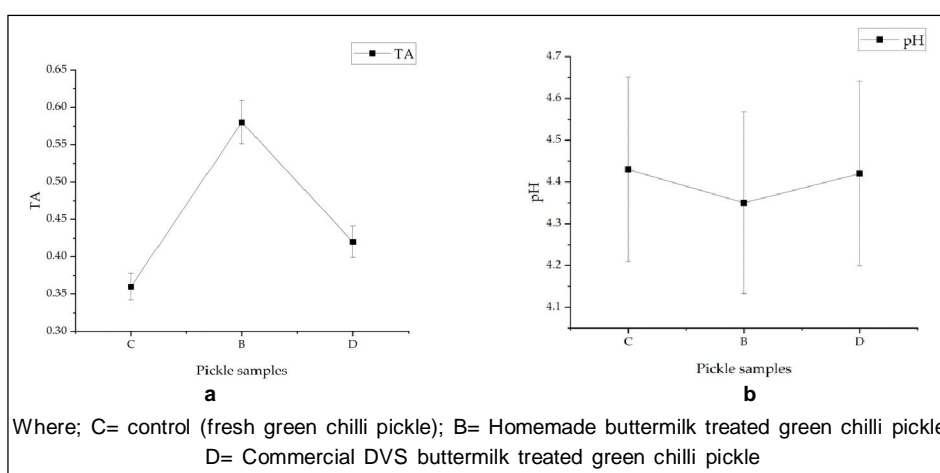 TA
pH
0.65
0.60
0.55
0.50
0.45
0.40
0.35
0.30
TA
C
B
D
Pickle samples
a
4.7
4.6
4.5
4.4
4.3
4.2
4.1
pH
C
B
D
Pickle samples
b
Where; C= control (fresh green chilli pickle); B= Homemade buttermilk treated green chilli pickle
D= Commercial DVS buttermilk treated green chilli pickle